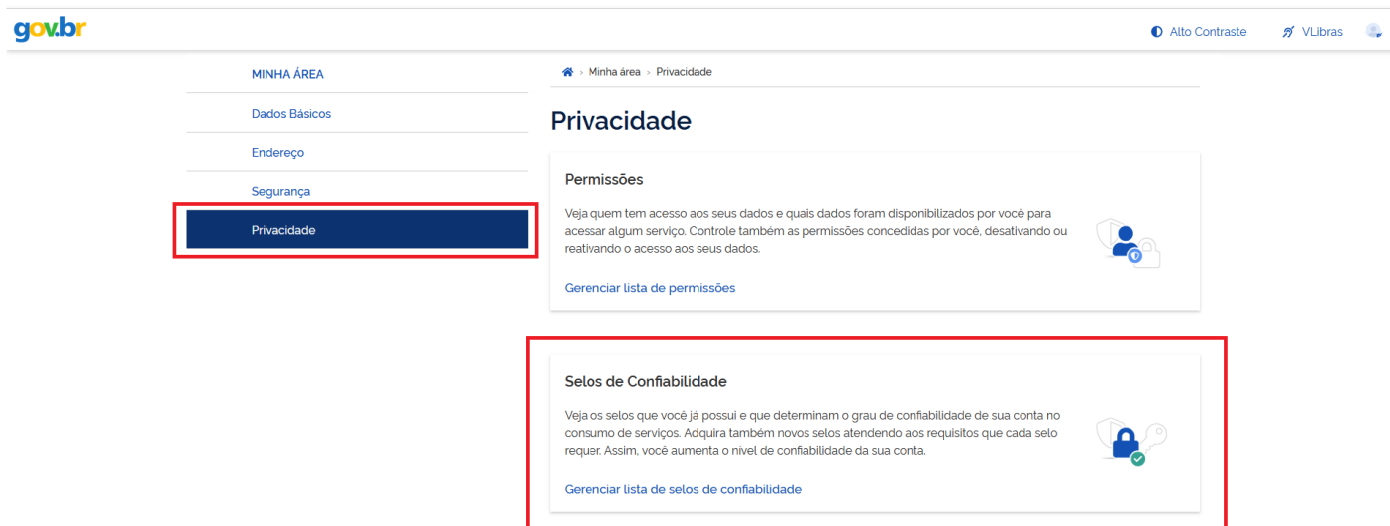 gov.br
Alto Contraste
VLibras
MINHA ÁREA
Dados Básicos
Endereço
Segurança
Privacidade
Minha área > Privacidade
Privacidade
Permissões
Veja quem tem acesso aos seus dados e quais dados foram disponibilizados por você para
acessar algum serviço. Controle também as permissões concedidas por você, desativando ou
reativando o acesso aos seus dados.
Gerenciar lista de permissões
Selos de Confiabilidade
Veja os selos que você já possui e que determinam o grau de confiabilidade de sua conta no
consumo de serviços. Adquira também novos selos atendendo aos requisitos que cada selo
requer. Assim, você aumenta o nível de confiabilidade da sua conta.
Gerenciar lista de selos de confiabilidade